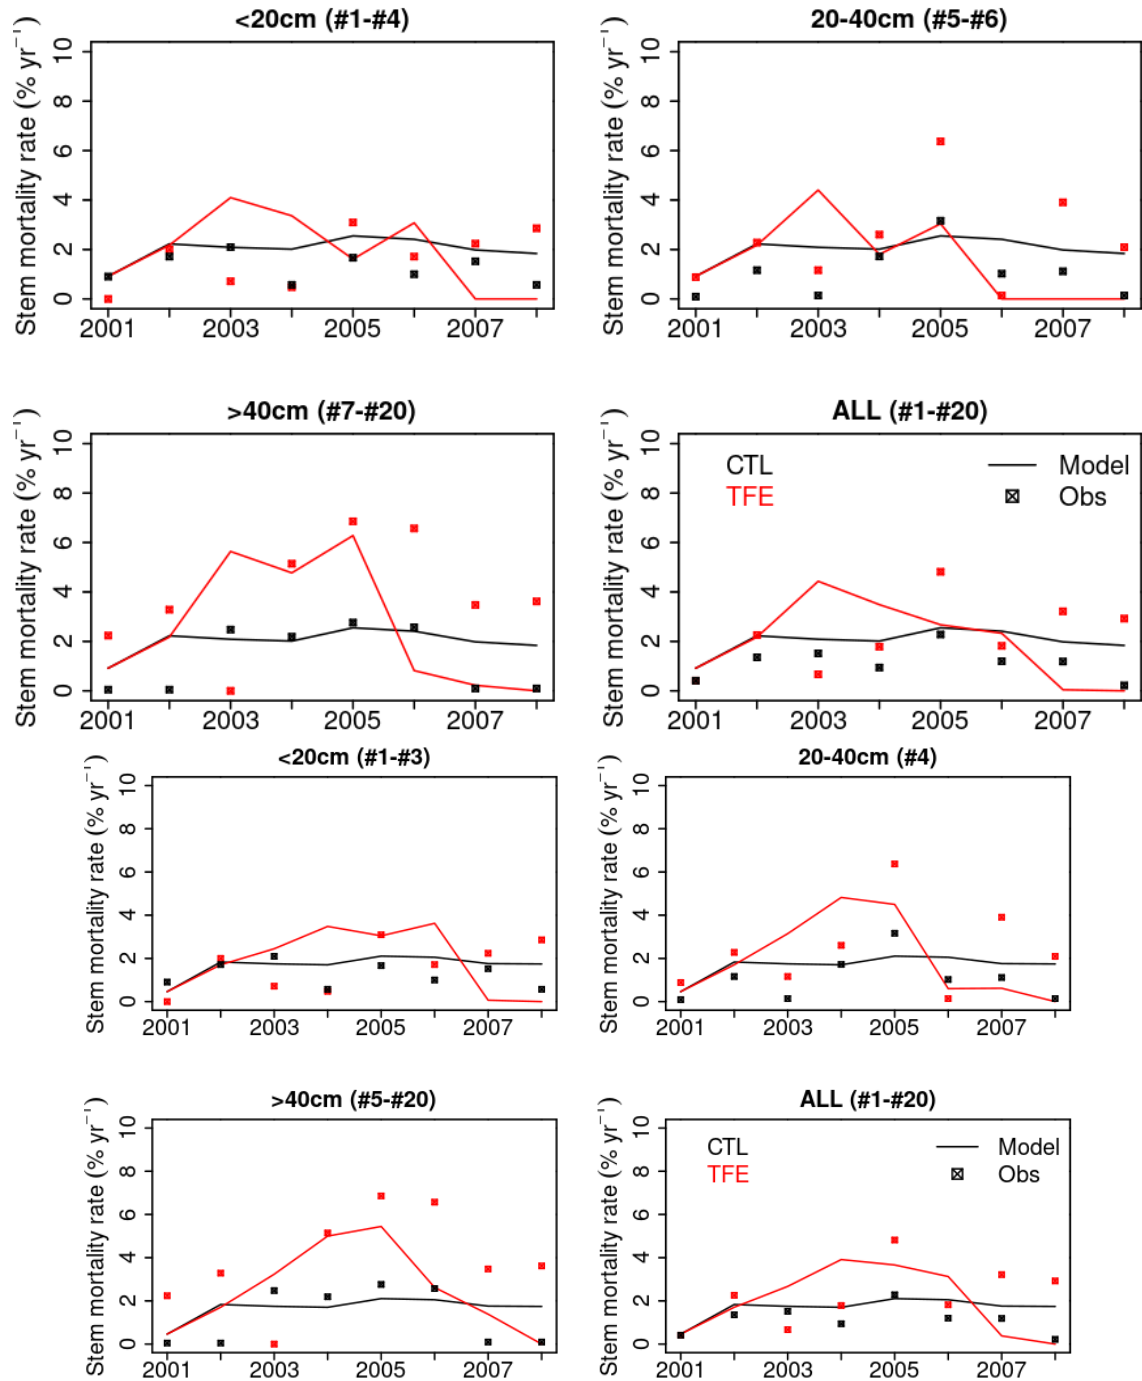 <20cm (#1-#4)
Stem mortality rate (% yr⁻¹)
10
8
6
4
2
0
2001 2003 2005 2007
20-40cm (#5-#6)
Stem mortality rate (% yr⁻¹)
10
8
6
4
2
0
2001 2003 2005 2007
>40cm (#7-#20)
Stem mortality rate (% yr⁻¹)
10
8
6
4
2
0
2001 2003 2005 2007
ALL (#1-#20)
Stem mortality rate (% yr⁻¹)
10
8
6
4
2
0
CTL Model
TFE Obs
2001 2003 2005 2007
<20cm (#1-#3)
Stem mortality rate (% yr⁻¹)
10
8
6
4
2
0
2001 2003 2005 2007
20-40cm (#4)
Stem mortality rate (% yr⁻¹)
10
8
6
4
2
0
2001 2003 2005 2007
>40cm (#5-#20)
Stem mortality rate (% yr⁻¹)
10
8
6
4
2
0
2001 2003 2005 2007
ALL (#1-#20)
Stem mortality rate (% yr⁻¹)
10
8
6
4
2
0
CTL Model
TFE Obs
2001 2003 2005 2007